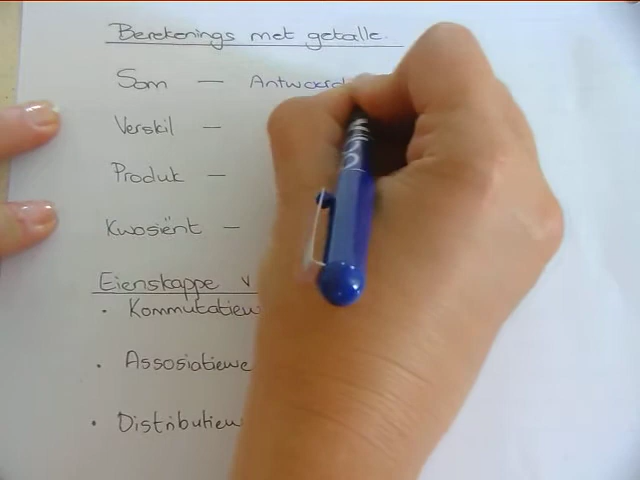 Berekenings met getalle.
Som — Antwoord
Verskil —
Produk —
Kwosiënt —
Eienskappe v
• Kommutatiew
• Assosiatiewe
• Distributiew